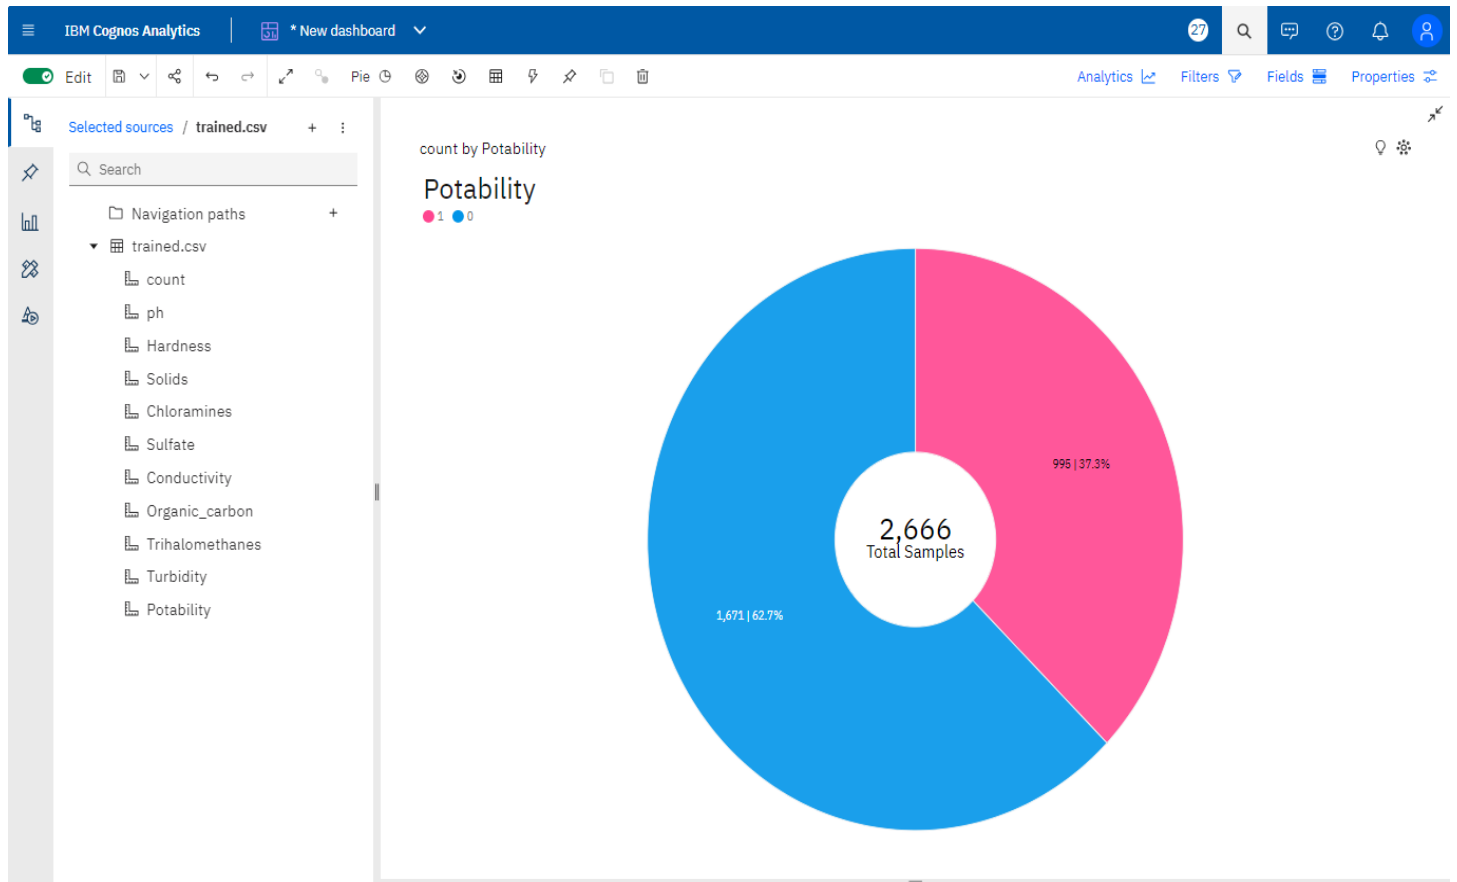 IBM Cognos Analytics
* New dashboard
27
Edit
Pie
Analytics
Filters
Fields
Properties
Selected sources / trained.csv
Search
Navigation paths
trained.csv
count
ph
Hardness
Solids
Chloramines
Sulfate
Conductivity
Organic_carbon
Trihalomethanes
Turbidity
Potability
count by Potability
Potability
1 0
995 | 37.3%
2,666
Total Samples
1,671 | 62.7%